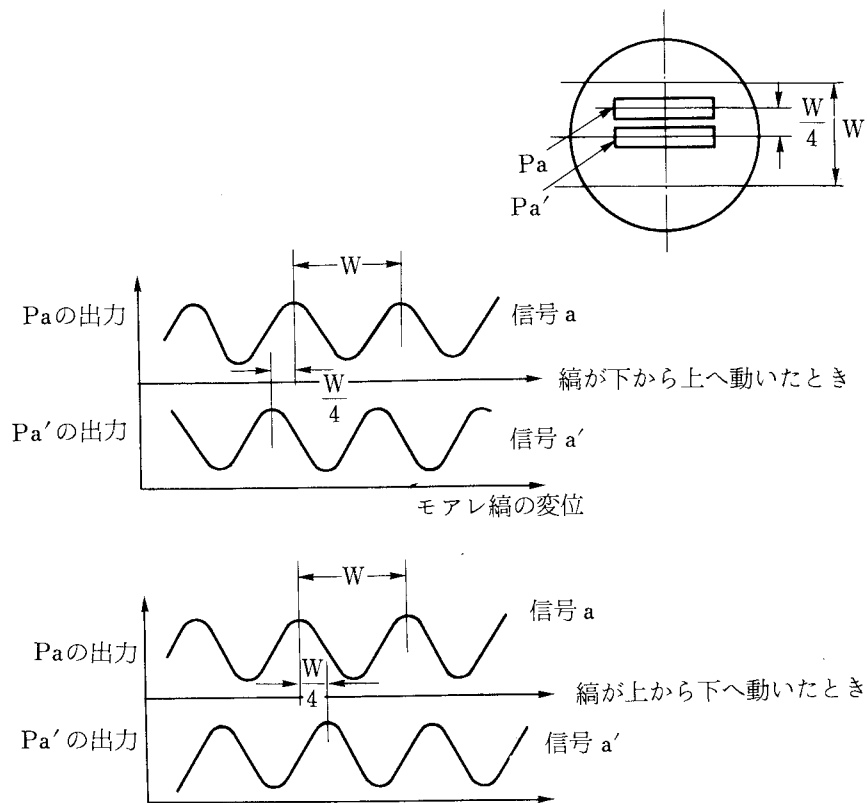 W
4
W
Pa
Pa′
W
Paの出力
信号 a
W
4
縞が下から上へ動いたとき
Pa′の出力
信号 a′
モアレ縞の変位
W
Paの出力
信号 a
W
4
縞が上から下へ動いたとき
Pa′の出力
信号 a′